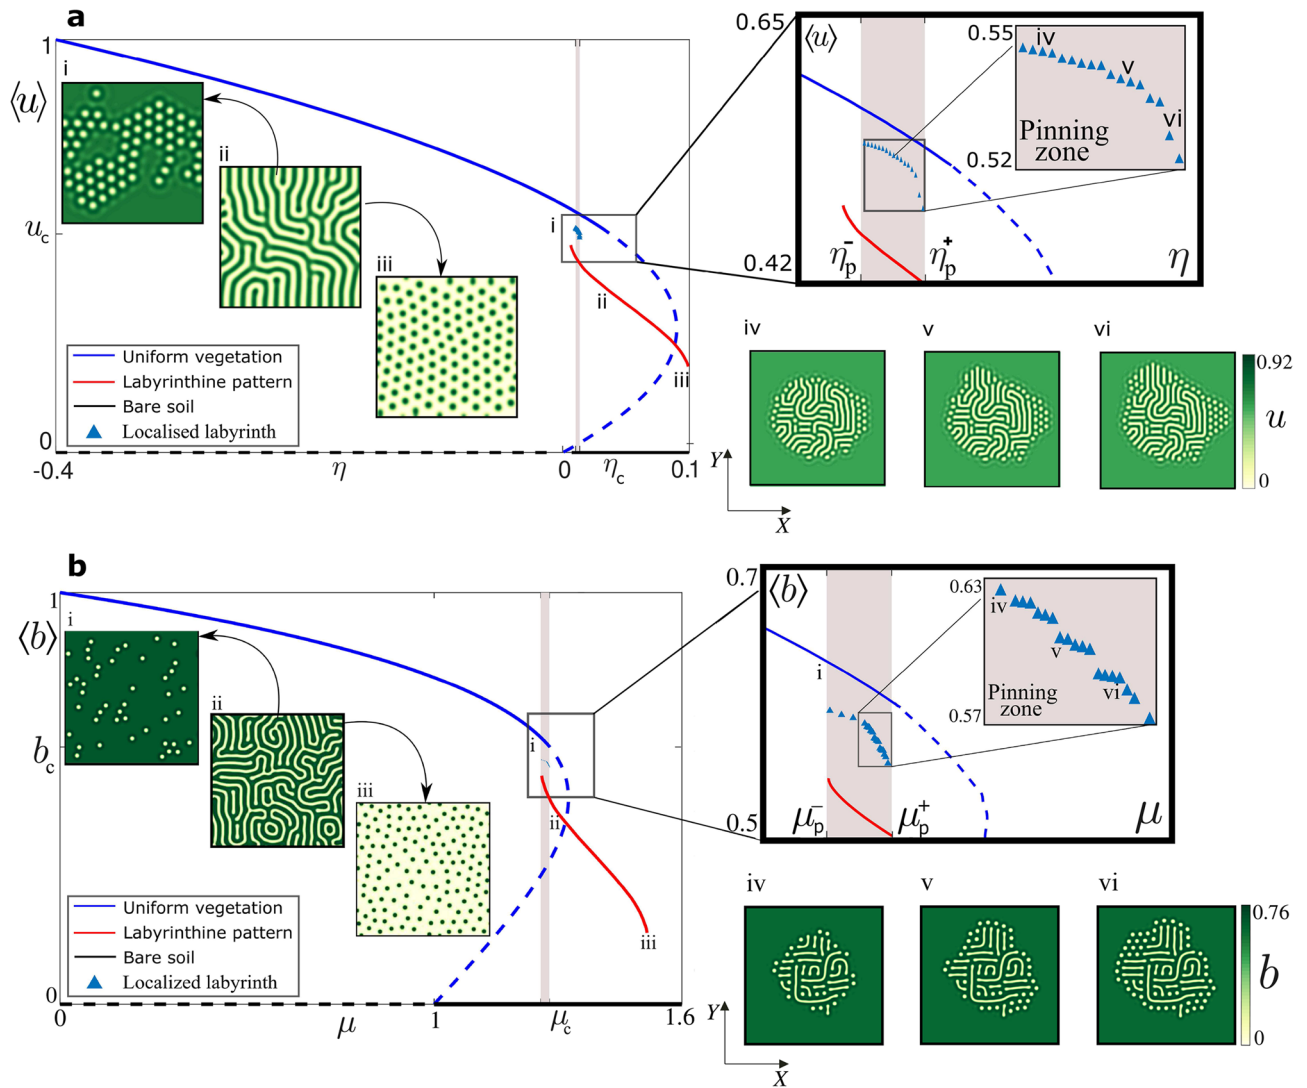 a
1
⟨u⟩
u_c
0
-0.4
η
0
η_c
0.1
i
ii
iii
i
ii
iii
Uniform vegetation
Labyrinthine pattern
Bare soil
Localised labyrinth
0.65
⟨u⟩
0.42
η_p^-
η_p^+
η
0.55
iv
v
vi
Pinning
zone
0.52
iv
v
vi
0.92
u
0
Y
X
b
1
⟨b⟩
b_c
0
0
μ
1
μ_c
1.6
i
ii
iii
i
ii
iii
Uniform vegetation
Labyrinthine pattern
Bare soil
Localized labyrinth
0.7
⟨b⟩
i
0.5
μ_p^-
μ_p^+
μ
0.63
iv
v
vi
Pinning
zone
0.57
iv
v
vi
0.76
b
0
Y
X